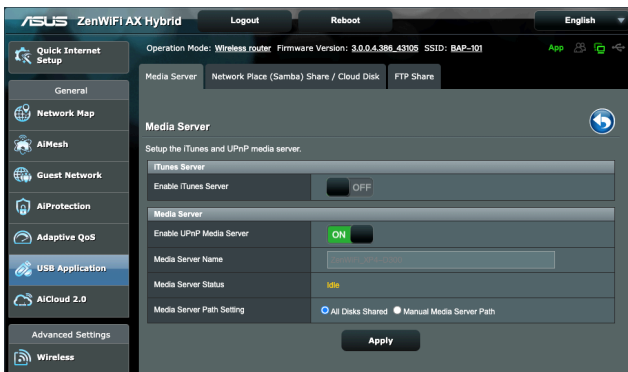 ASUS ZenWiFi AX Hybrid Logout Reboot English
Quick Internet Setup
Operation Mode: Wireless router Firmware Version: 3.0.0.4.386_43105 SSID: BAP-101 App
Media Server Network Place (Samba) Share / Cloud Disk FTP Share
General
Network Map
AiMesh
Guest Network
AiProtection
Adaptive QoS
USB Application
AiCloud 2.0
Advanced Settings
Wireless
Media Server
Setup the iTunes and UPnP media server.
iTunes Server
Enable iTunes Server OFF
Media Server
Enable UPnP Media Server ON
Media Server Name
Media Server Status Idle
Media Server Path Setting All Disks Shared Manual Media Server Path
Apply